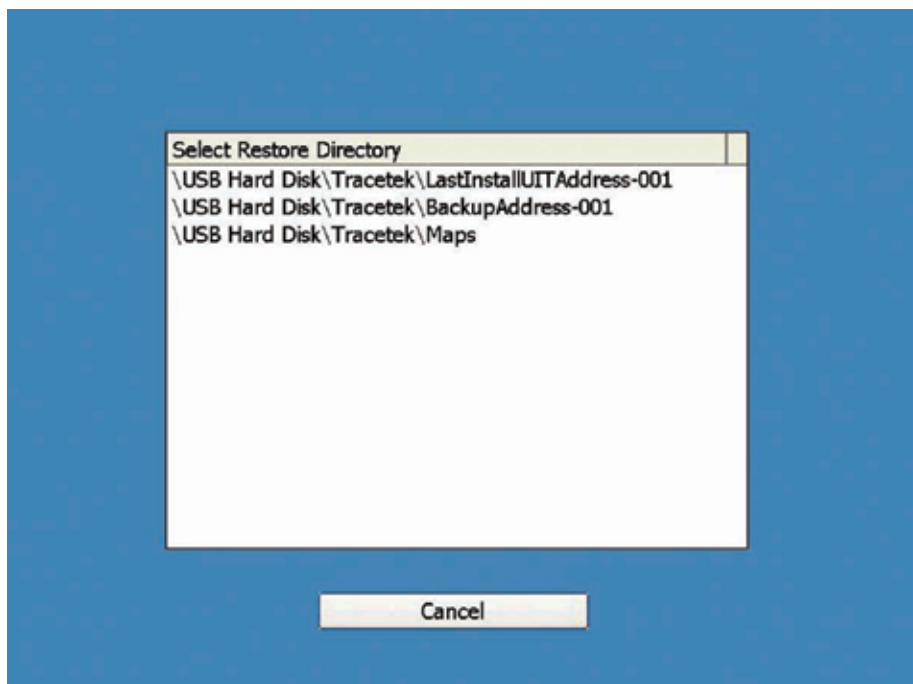 Select Restore Directory
\USB Hard Disk\Tracetek\LastInstallUITAddress-001
\USB Hard Disk\Tracetek\BackupAddress-001
\USB Hard Disk\Tracetek\Maps
Cancel